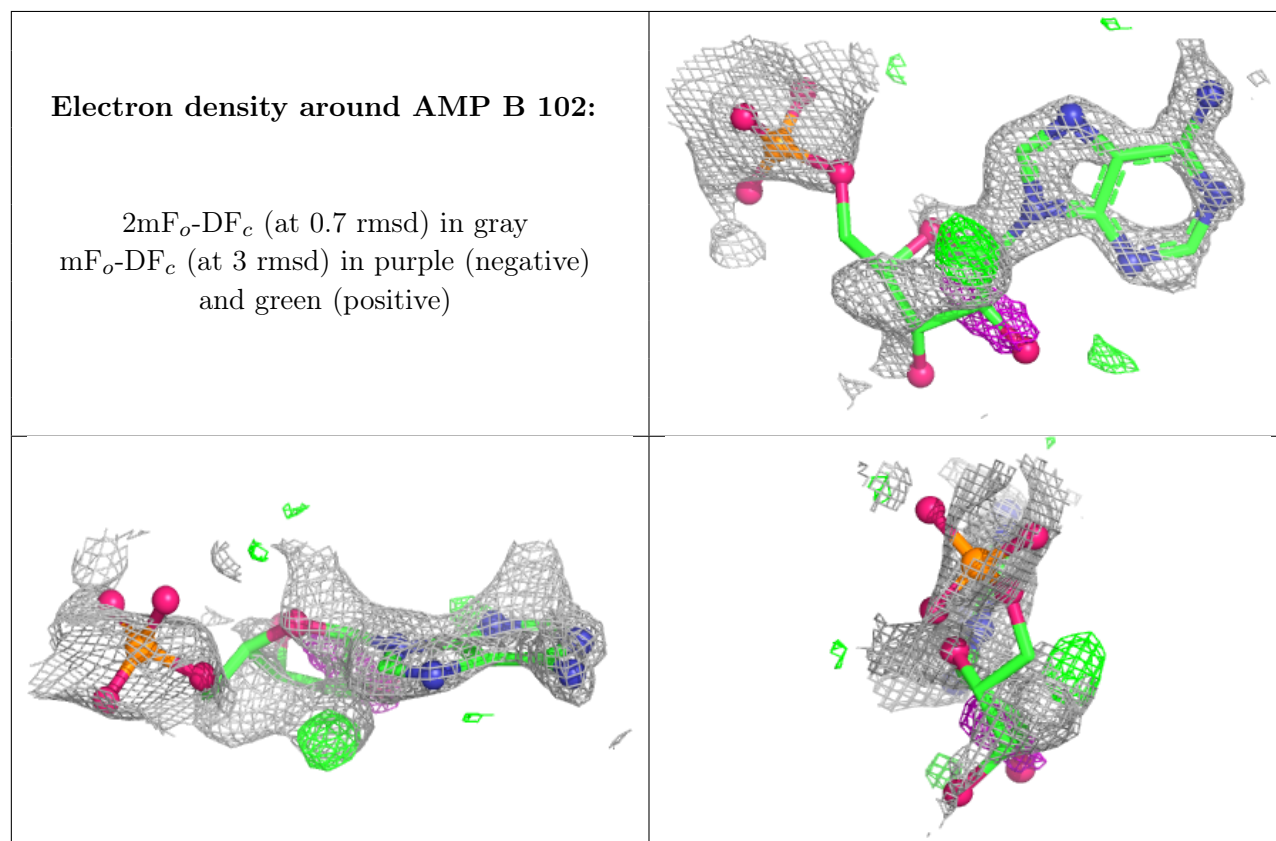 Electron density around AMP B 102:
2mFₒ-DF𝒸 (at 0.7 rmsd) in gray
mFₒ-DF𝒸 (at 3 rmsd) in purple (negative)
and green (positive)